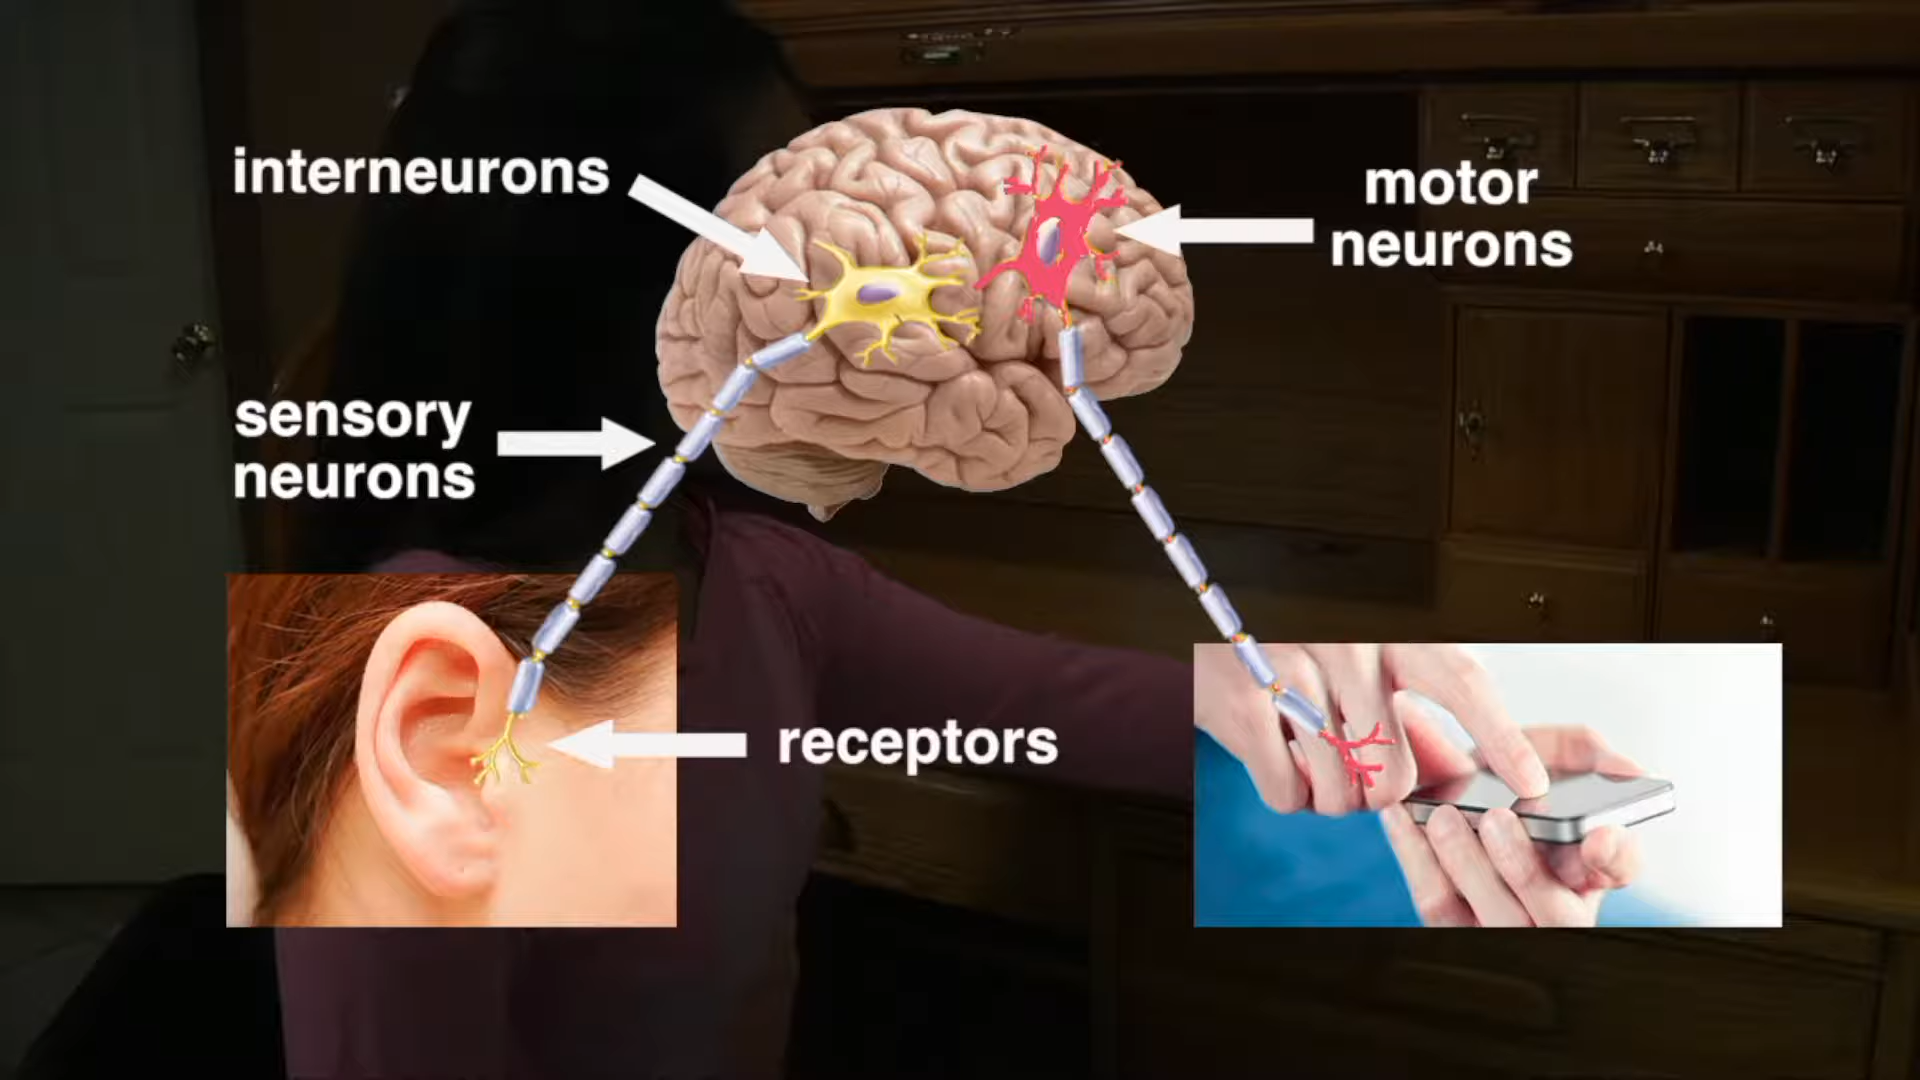 interneurons
motor
neurons
sensory
neurons
receptors